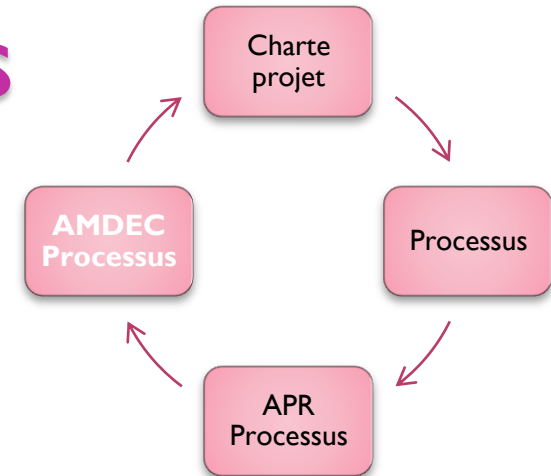 s
Charte
projet
AMDEC
Processus
Processus
APR
Processus